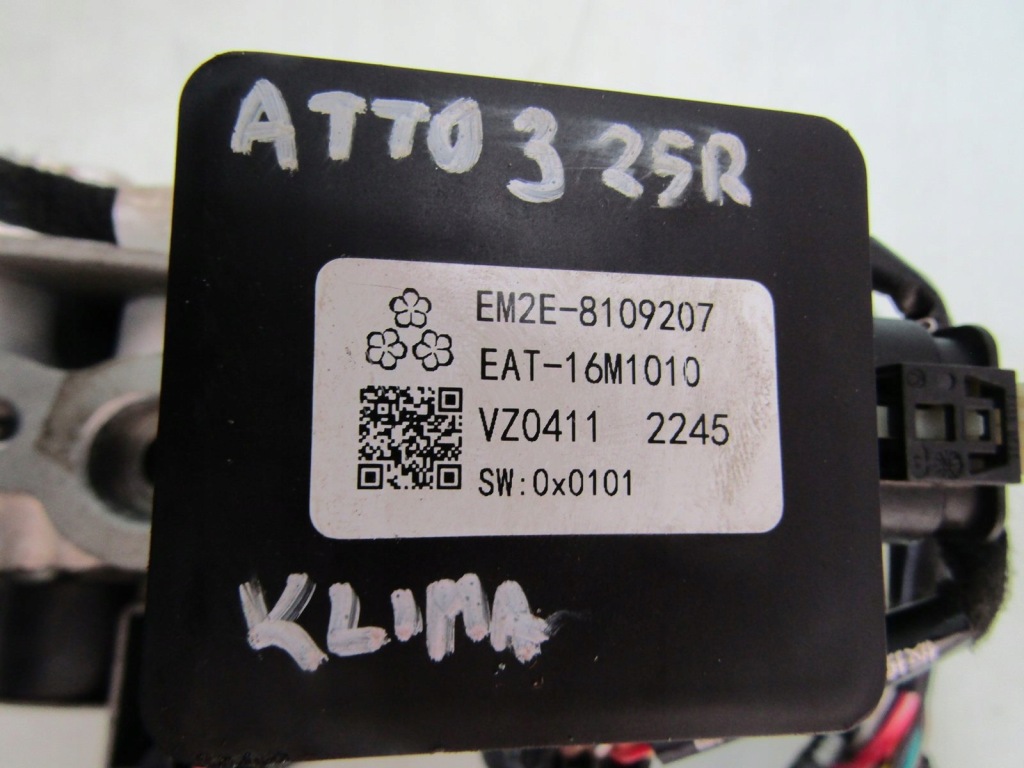 ATTO 3 25R
EM2E-8109207
EAT-16M1010
VZ0411 2245
SW:0x0101
KLIMA